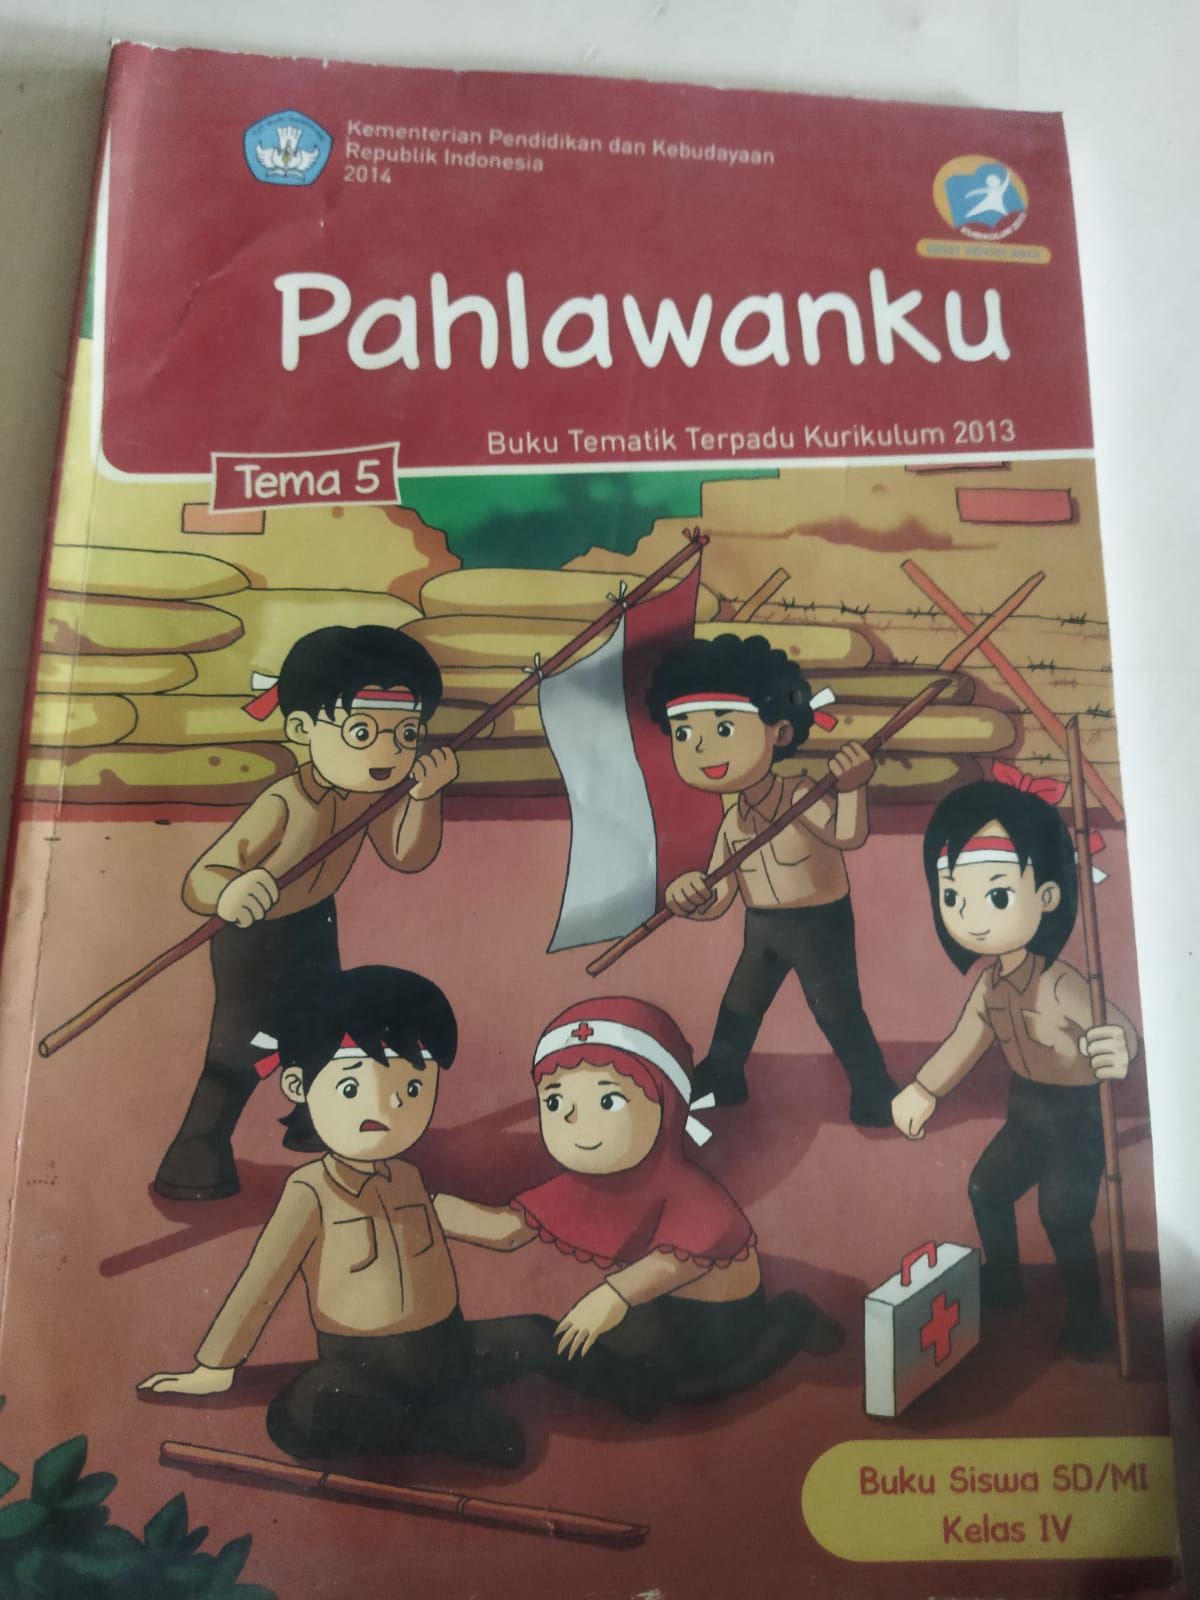 Kementerian Pendidikan dan Kebudayaan
Republik Indonesia
2014
Pahlawanku
Buku Tematik Terpadu Kurikulum 2013
Tema 5
Buku Siswa SD/MI
Kelas IV